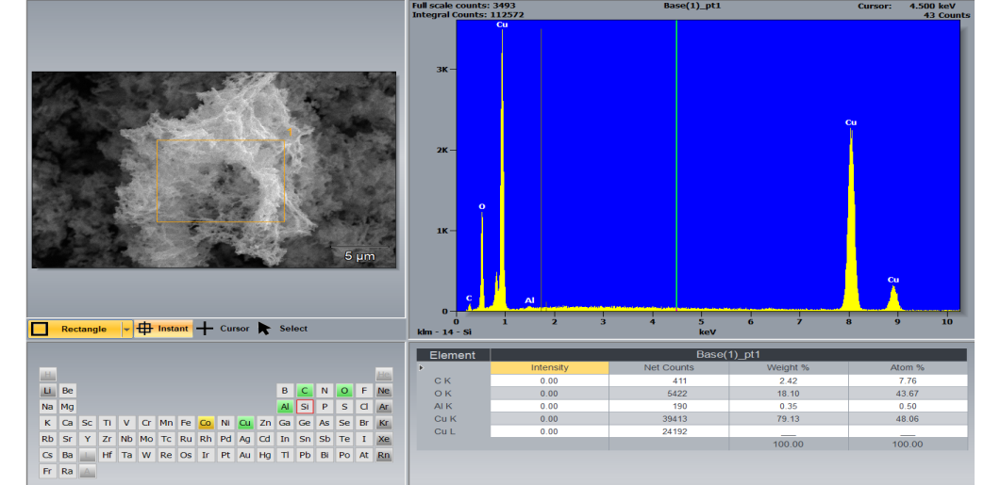 Full scale counts: 3493 Base(1)_pt1 Cursor: 4.500 keV
Integral Counts: 112572 43 Counts
Cu
3K
Cu
2K
O
1K
Cu
C
Al
0
0 1 2 3 4 5 6 7 8 9 10
klm - 14 - Si keV
5 μm
Rectangle Instant Cursor Select
H He
Li Be B C N O F Ne
Na Mg Al Si P S Cl Ar
K Ca Sc Ti V Cr Mn Fe Co Ni Cu Zn Ga Ge As Se Br Kr
Rb Sr Y Zr Nb Mo Tc Ru Rh Pd Ag Cd In Sn Sb Te I Xe
Cs Ba L Hf Ta W Re Os Ir Pt Au Hg Tl Pb Bi Po At Rn
Fr Ra A
Element Base(1)_pt1
Intensity Net Counts Weight % Atom %
C K 0.00 411 2.42 7.76
O K 0.00 5422 18.10 43.67
Al K 0.00 190 0.35 0.50
Cu K 0.00 39413 79.13 48.06
Cu L 0.00 24192
100.00 100.00